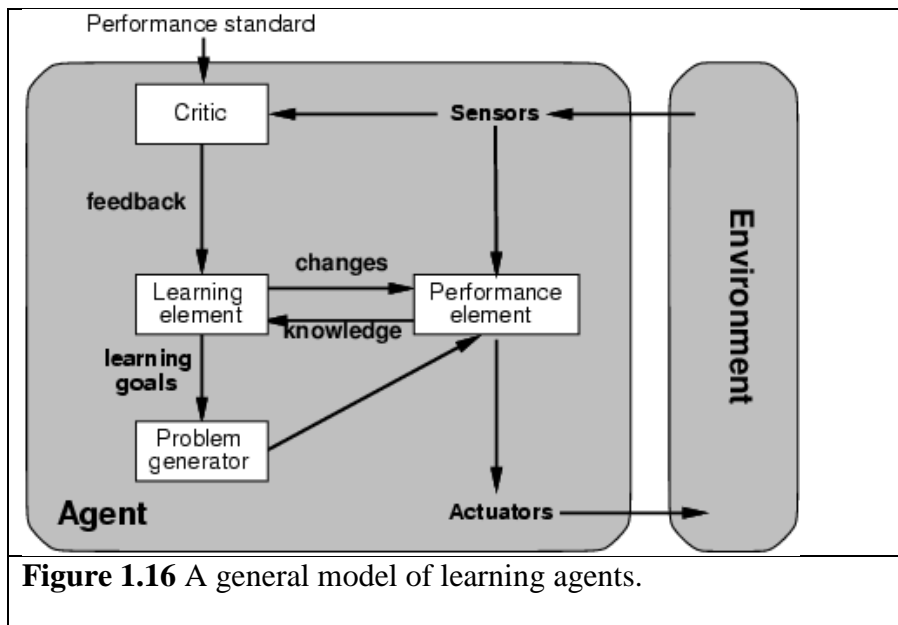 Performance standard
Critic
Sensors
feedback
Environment
changes
Learning
element
Performance
element
knowledge
learning
goals
Problem
generator
Agent
Actuators
Figure 1.16 A general model of learning agents.